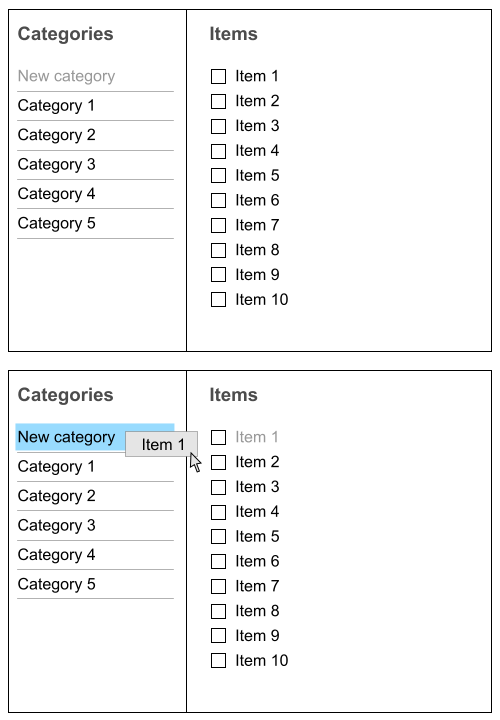 Categories
New category
Category 1
Category 2
Category 3
Category 4
Category 5
Items
Item 1
Item 2
Item 3
Item 4
Item 5
Item 6
Item 7
Item 8
Item 9
Item 10
Categories
New category
Category 1
Category 2
Category 3
Category 4
Category 5
Item 1
Items
Item 1
Item 2
Item 3
Item 4
Item 5
Item 6
Item 7
Item 8
Item 9
Item 10